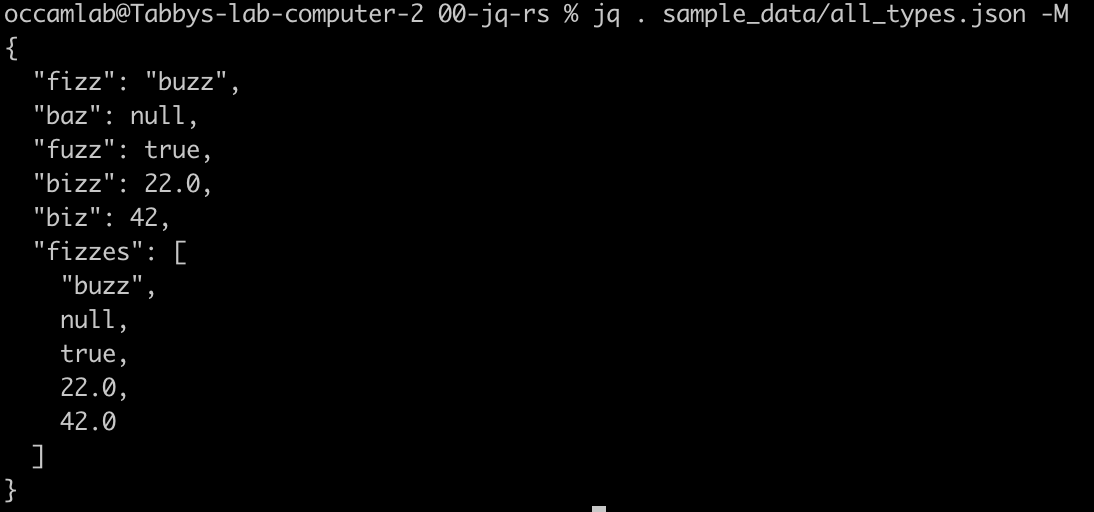 occamlab@Tabbys-lab-computer-2 00-jq-rs % jq . sample_data/all_types.json -M
{
  "fizz": "buzz",
  "baz": null,
  "fuzz": true,
  "bizz": 22.0,
  "biz": 42,
  "fizzes": [
    "buzz",
    null,
    true,
    22.0,
    42.0
  ]
}